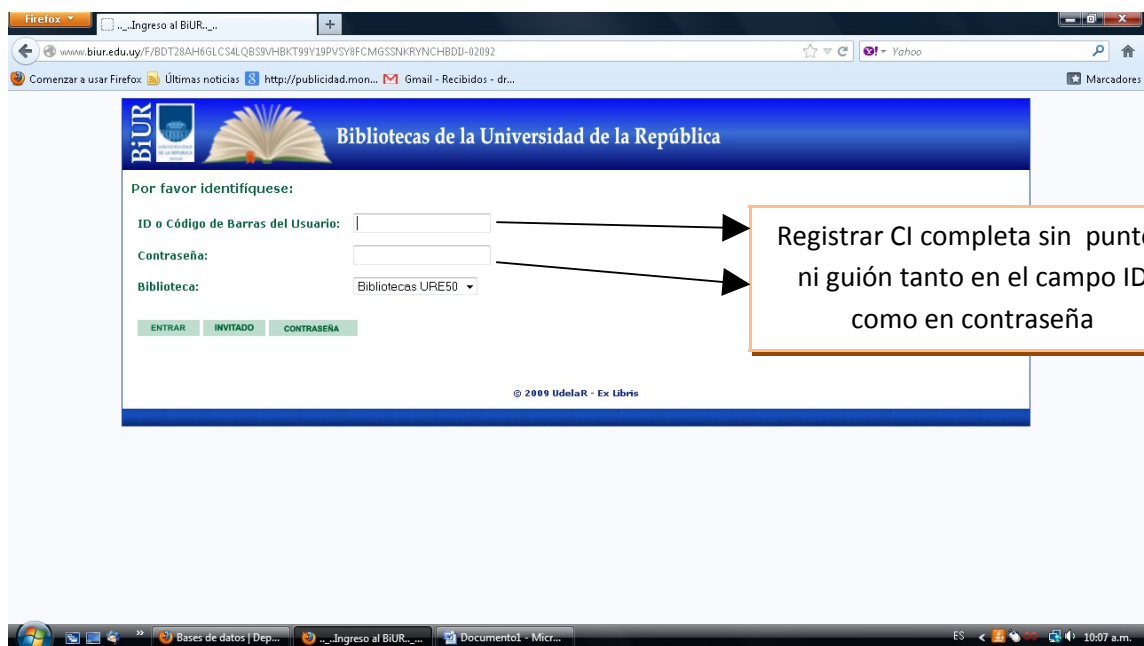 Firefox
.._..Ingreso al BiUR.._..
www.biur.edu.uy/F/BDT28AH6GLCS4LQBS9VHBKT99Y19PVSY8FCMGSSNKRYNCHBDIJ-02092
Yahoo
Comenzar a usar Firefox Últimas noticias http://publicidad.mon... Gmail - Recibidos - dr...
Marcadores
BiUR
Bibliotecas de la Universidad de la República
Por favor identifíquese:
ID o Código de Barras del Usuario:
Contraseña:
Biblioteca: Bibliotecas URE50
ENTRAR INVITADO CONTRASEÑA
Registrar CI completa sin punto
ni guión tanto en el campo ID
como en contraseña
© 2009 UdelaR - Ex Libris
Bases de datos | Dep... .._..Ingreso al BiUR.._... Documento1 - Micr...
ES 10:07 a.m.